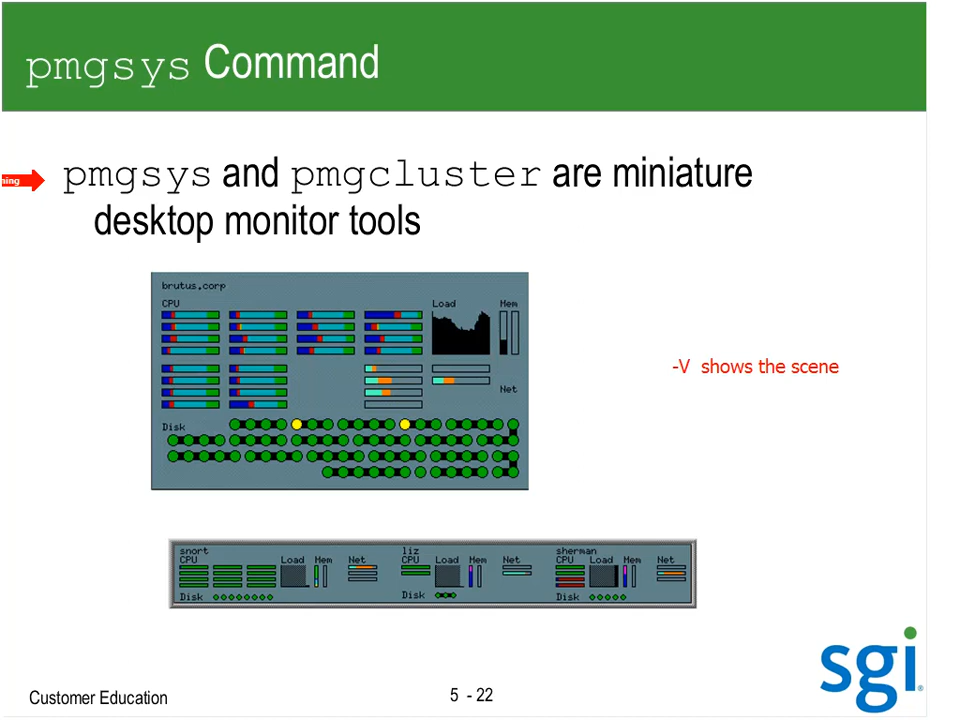 pmgsys Command
pmgsys and pmgcluster are miniature
desktop monitor tools
brutus.corp
CPU
Load
Mem
Net
Disk
-V shows the scene
snort
CPU
Load
Mem
Net
Disk
liz
CPU
Load
Mem
Net
Disk
sherman
CPU
Load
Mem
Net
Disk
Customer Education
5 - 22
sgi®